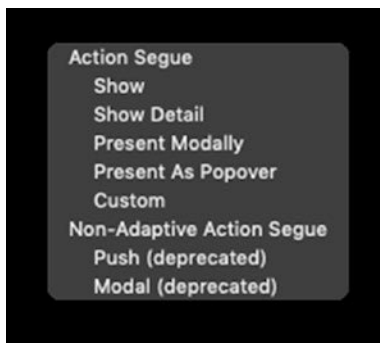 Action Segue
Show
Show Detail
Present Modally
Present As Popover
Custom
Non-Adaptive Action Segue
Push (deprecated)
Modal (deprecated)